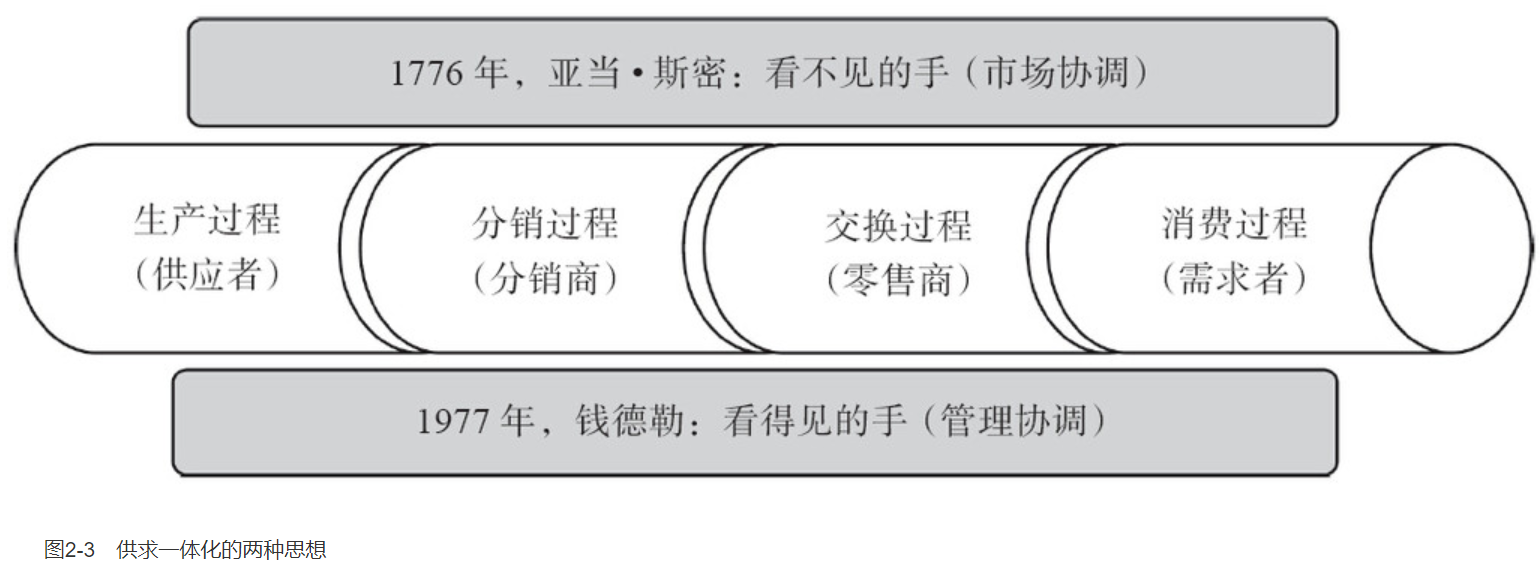 1776 年，亚当•斯密：看不见的手（市场协调）
生产过程
（供应者）
分销过程
（分销商）
交换过程
（零售商）
消费过程
（需求者）
1977 年，钱德勒：看得见的手（管理协调）
图2-3　供求一体化的两种思想